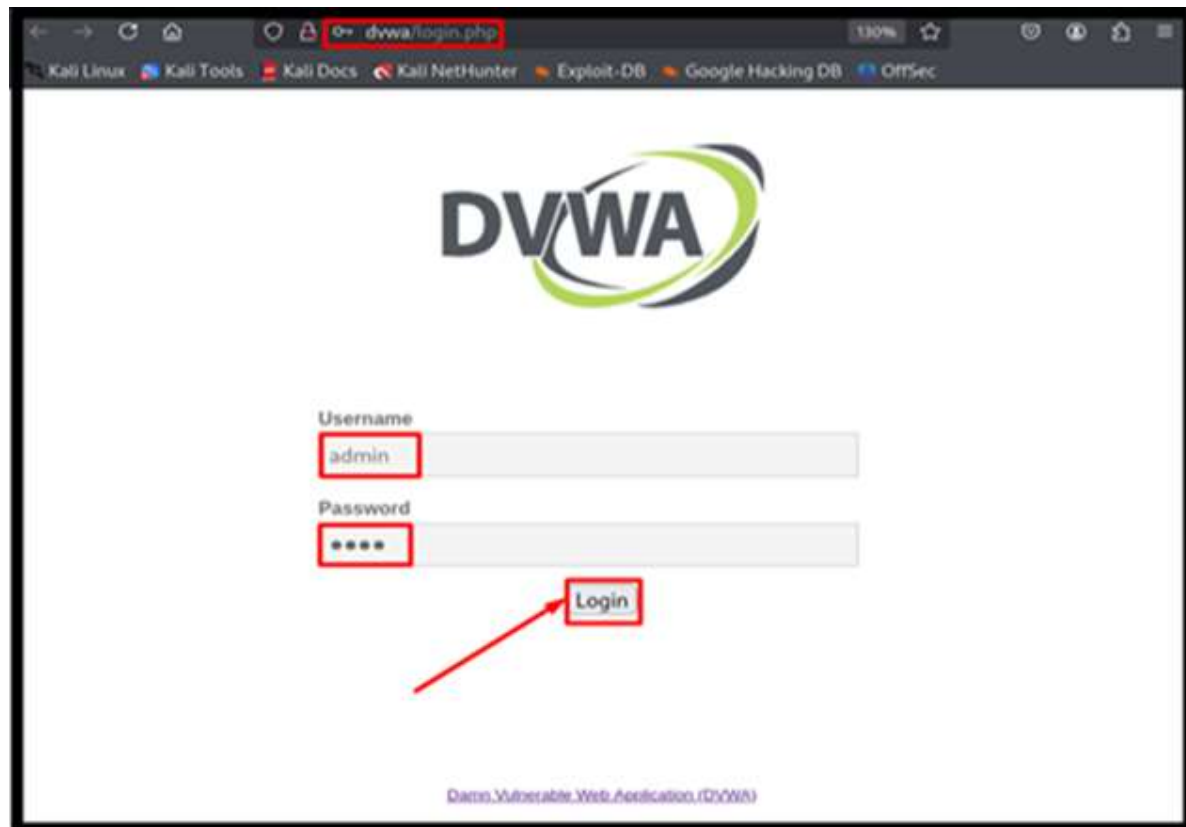 dvwa/login.php 130%
Kali Linux Kali Tools Kali Docs Kali NetHunter Exploit-DB Google Hacking DB OffSec
DVWA
Username
admin
Password
••••
Login
Damn Vulnerable Web Application (DVWA)